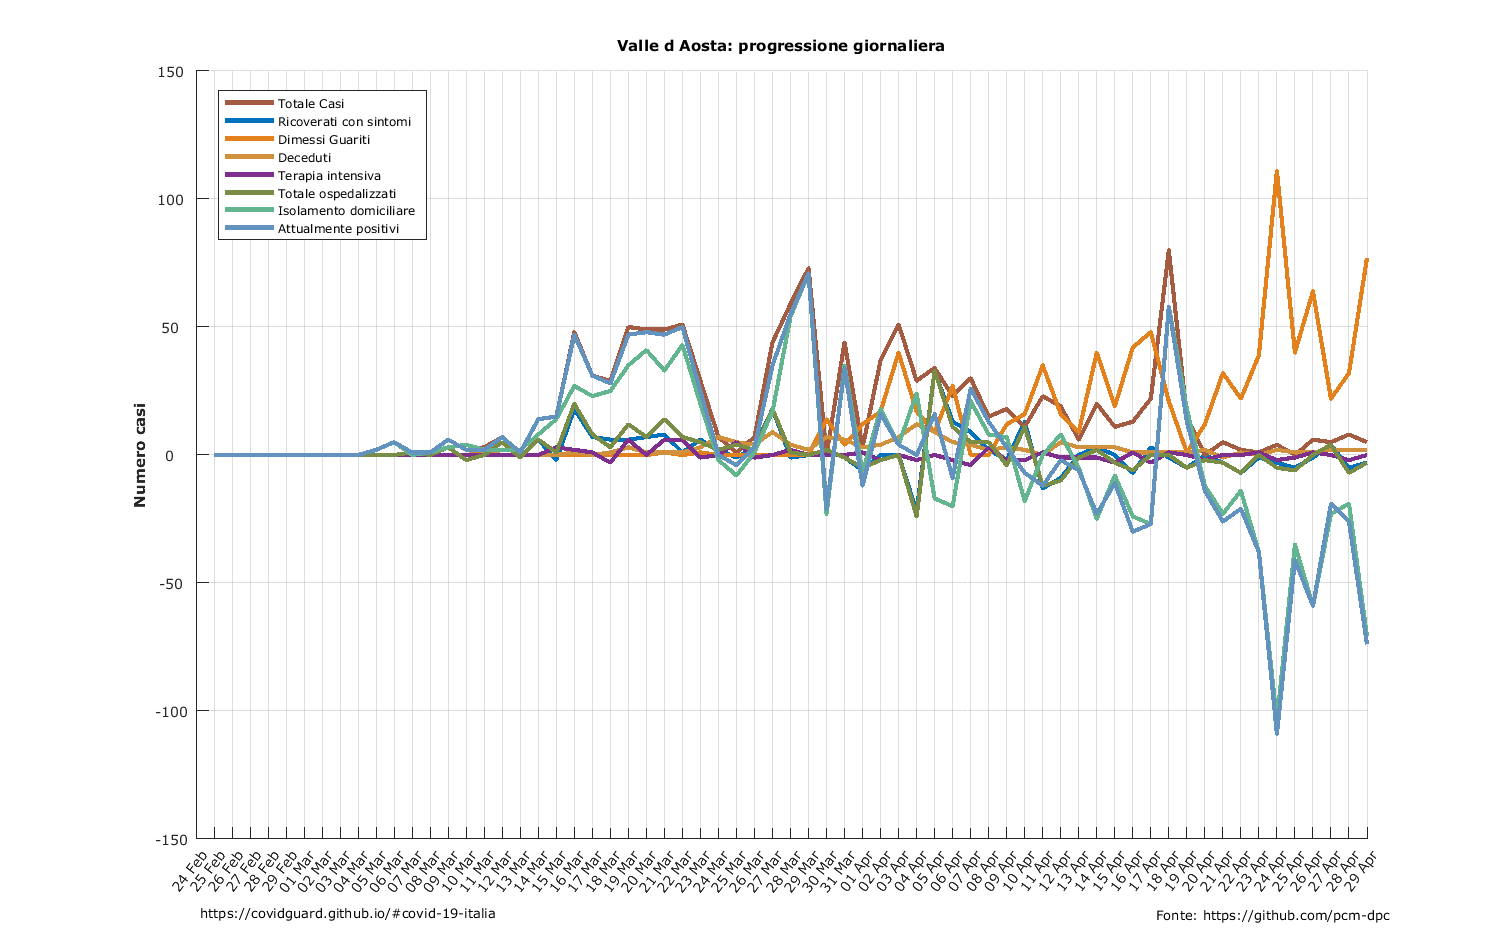 Valle d Aosta: progressione giornaliera
150
100
50
0
-50
-100
-150
Numero casi
Totale Casi
Ricoverati con sintomi
Dimessi Guariti
Deceduti
Terapia intensiva
Totale ospedalizzati
Isolamento domiciliare
Attualmente positivi
24 Feb
25 Feb
26 Feb
27 Feb
28 Feb
29 Feb
01 Mar
02 Mar
03 Mar
04 Mar
05 Mar
06 Mar
07 Mar
08 Mar
09 Mar
10 Mar
11 Mar
12 Mar
13 Mar
14 Mar
15 Mar
16 Mar
17 Mar
18 Mar
19 Mar
20 Mar
21 Mar
22 Mar
23 Mar
24 Mar
25 Mar
26 Mar
27 Mar
28 Mar
29 Mar
30 Mar
31 Mar
01 Apr
02 Apr
03 Apr
04 Apr
05 Apr
06 Apr
07 Apr
08 Apr
09 Apr
10 Apr
11 Apr
12 Apr
13 Apr
14 Apr
15 Apr
16 Apr
17 Apr
18 Apr
19 Apr
20 Apr
21 Apr
22 Apr
23 Apr
24 Apr
25 Apr
26 Apr
27 Apr
28 Apr
29 Apr
https://covidguard.github.io/#covid-19-italia
Fonte: https://github.com/pcm-dpc